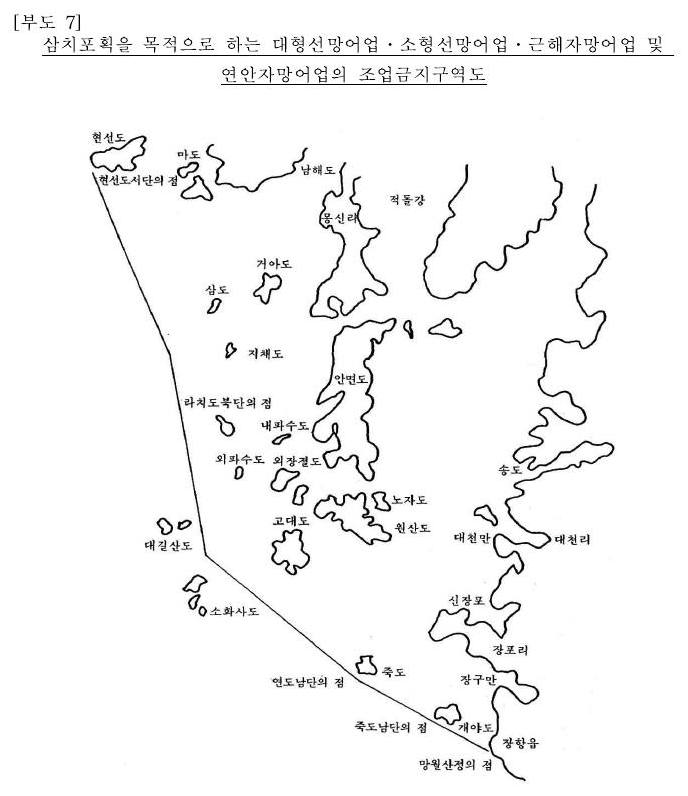 [부도 7]
삼치포획을 목적으로 하는 대형선망어업·소형선망어업·근해자망어업 및
연안자망어업의 조업금지구역도
현선도
마도
현선도서단의 점
남해도
적돌강
몽신리
거아도
삼도
지채도
안면도
라치도북단의 점
내파수도
외파수도
외장결도
송도
노자도
고대도
원산도
대천만
대천리
대길산도
신장포
소화사도
장포리
죽도
장구만
연도남단의 점
죽도남단의 점
개야도
장항읍
망월산정의 점